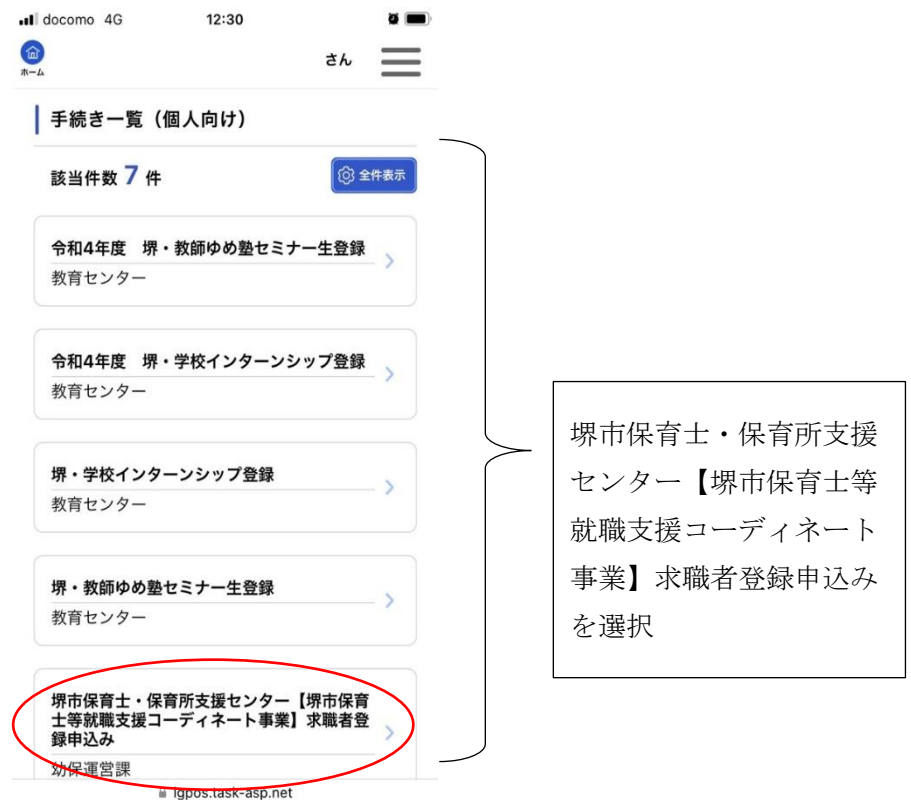 docomo 4G 12:30
ホーム
さん
手続き一覧（個人向け）
該当件数 7 件
全件表示
令和4年度　堺・教師ゆめ塾セミナー生登録
教育センター
令和4年度　堺・学校インターンシップ登録
教育センター
堺・学校インターンシップ登録
教育センター
堺・教師ゆめ塾セミナー生登録
教育センター
堺市保育士・保育所支援センター【堺市保育
士等就職支援コーディネート事業】求職者登
録申込み
幼保運営課
lgpos.task-asp.net
堺市保育士・保育所支援
センター【堺市保育士等
就職支援コーディネート
事業】求職者登録申込み
を選択